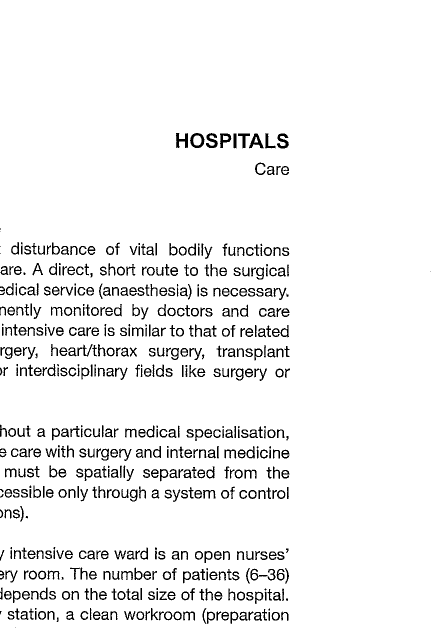 HOSPITALS
Care
disturbance of vital bodily functions
are. A direct, short route to the surgical
edical service (anaesthesia) is necessary.
nently monitored by doctors and care
intensive care is similar to that of related
rgery, heart/thorax surgery, transplant
or interdisciplinary fields like surgery or
hout a particular medical specialisation,
e care with surgery and internal medicine
must be spatially separated from the
cessible only through a system of control
ons).
y intensive care ward is an open nurses'
ery room. The number of patients (6–36)
depends on the total size of the hospital.
station, a clean workroom (preparation